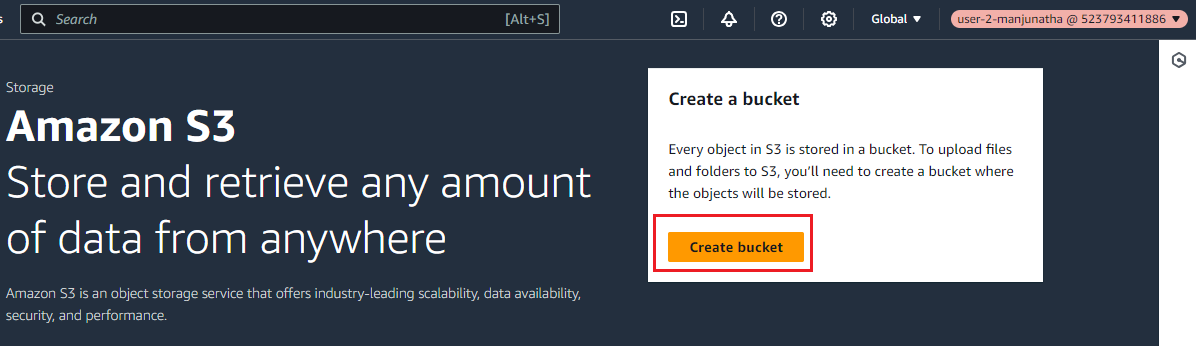 s
Search
[Alt+S]
Global
user-2-manjunatha @ 523793411886
Storage
Amazon S3
Store and retrieve any amount
of data from anywhere
Amazon S3 is an object storage service that offers industry-leading scalability, data availability,
security, and performance.
Create a bucket
Every object in S3 is stored in a bucket. To upload files
and folders to S3, you’ll need to create a bucket where
the objects will be stored.
Create bucket